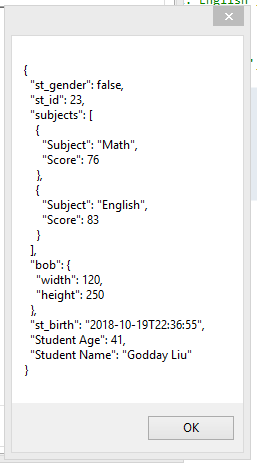 . English
{
"st_gender": false,
"st_id": 23,
"subjects": [
{
"Subject": "Math",
"Score": 76
},
{
"Subject": "English",
"Score": 83
}
],
"bob": {
"width": 120,
"height": 250
},
"st_birth": "2018-10-19T22:36:55",
"Student Age": 41,
"Student Name": "Godday Liu"
}
OK